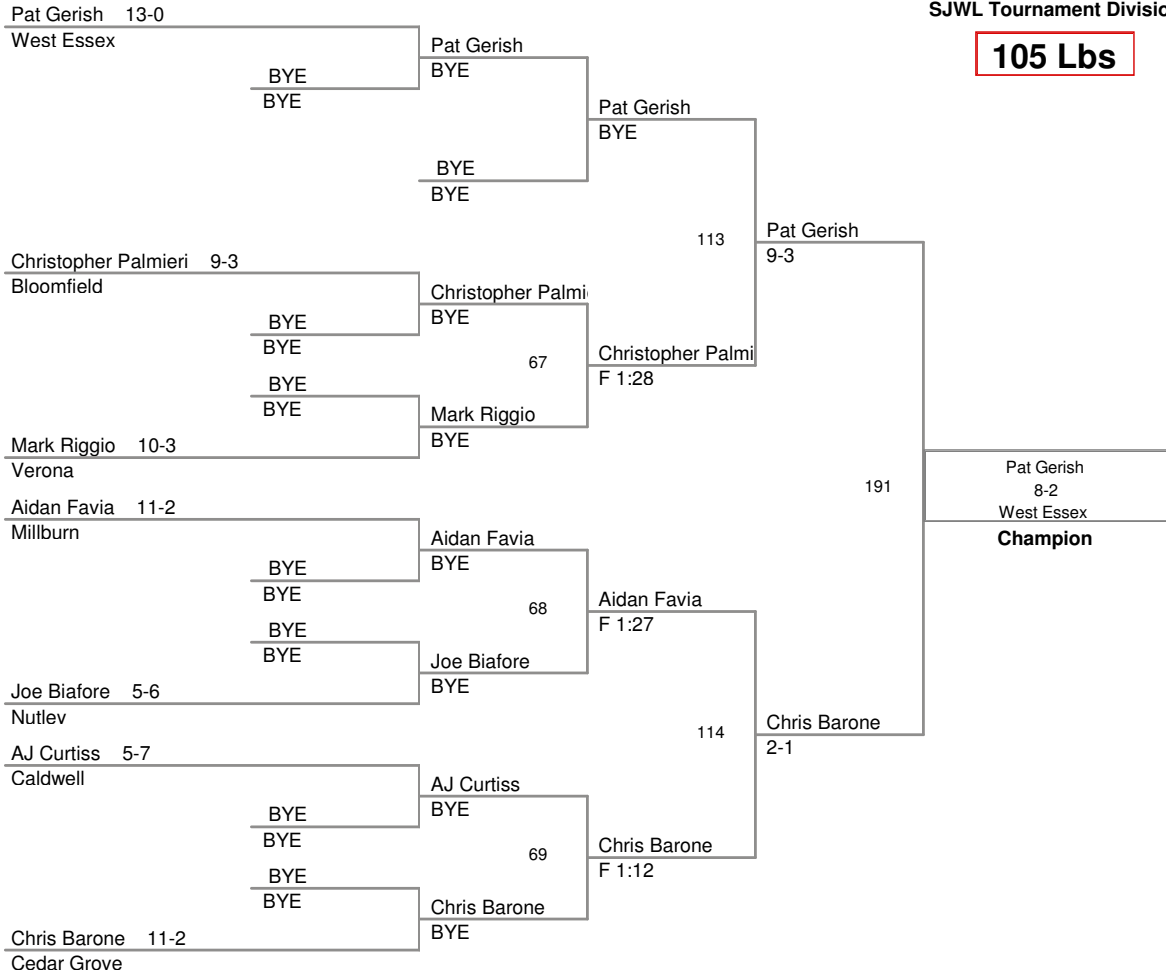 SJWL Tournament Divisio
105 Lbs
Pat Gerish 13-0
West Essex
Pat Gerish
BYE
BYE
BYE
Pat Gerish
BYE
BYE
BYE
113
Pat Gerish
9-3
Christopher Palmieri 9-3
Bloomfield
Christopher Palmi
BYE
BYE
BYE
67
Christopher Palmi
F 1:28
BYE
BYE
Mark Riggio
BYE
Mark Riggio 10-3
Verona
191
Pat Gerish
8-2
West Essex
Champion
Aidan Favia 11-2
Millburn
Aidan Favia
BYE
BYE
BYE
68
Aidan Favia
F 1:27
BYE
BYE
Joe Biafore
BYE
Joe Biafore 5-6
Nutley
114
Chris Barone
2-1
AJ Curtiss 5-7
Caldwell
AJ Curtiss
BYE
BYE
BYE
69
Chris Barone
F 1:12
BYE
BYE
Chris Barone
BYE
Chris Barone 11-2
Cedar Grove